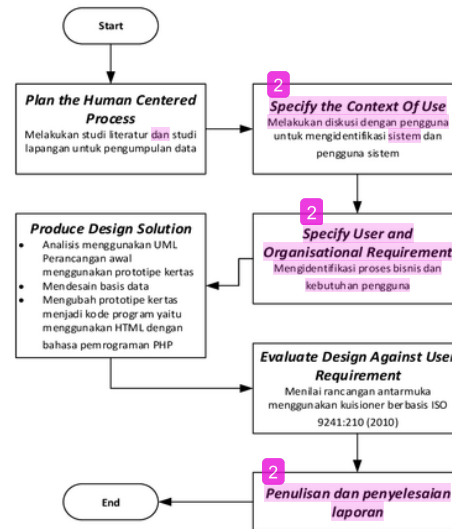 Start
Plan the Human Centered
Process
Melakukan studi literatur dan studi
lapangan untuk pengumpulan data
2
Specify the Context Of Use
Melakukan diskusi dengan pengguna
untuk mengidentifikasi sistem dan
pengguna sistem
2
Specify User and
Organisational Requirement
Mengidentifikasi proses bisnis dan
kebutuhan pengguna
Produce Design Solution
• Analisis menggunakan UML
Perancangan awal
menggunakan prototipe kertas
• Mendesain basis data
• Mengubah prototipe kertas
menjadi kode program yaitu
menggunakan HTML dengan
bahasa pemrograman PHP
Evaluate Design Against User
Requirement
Menilai rancangan antarmuka
menggunakan kuisioner berbasis ISO
9241:210 (2010)
2
Penulisan dan penyelesaian
laporan
End